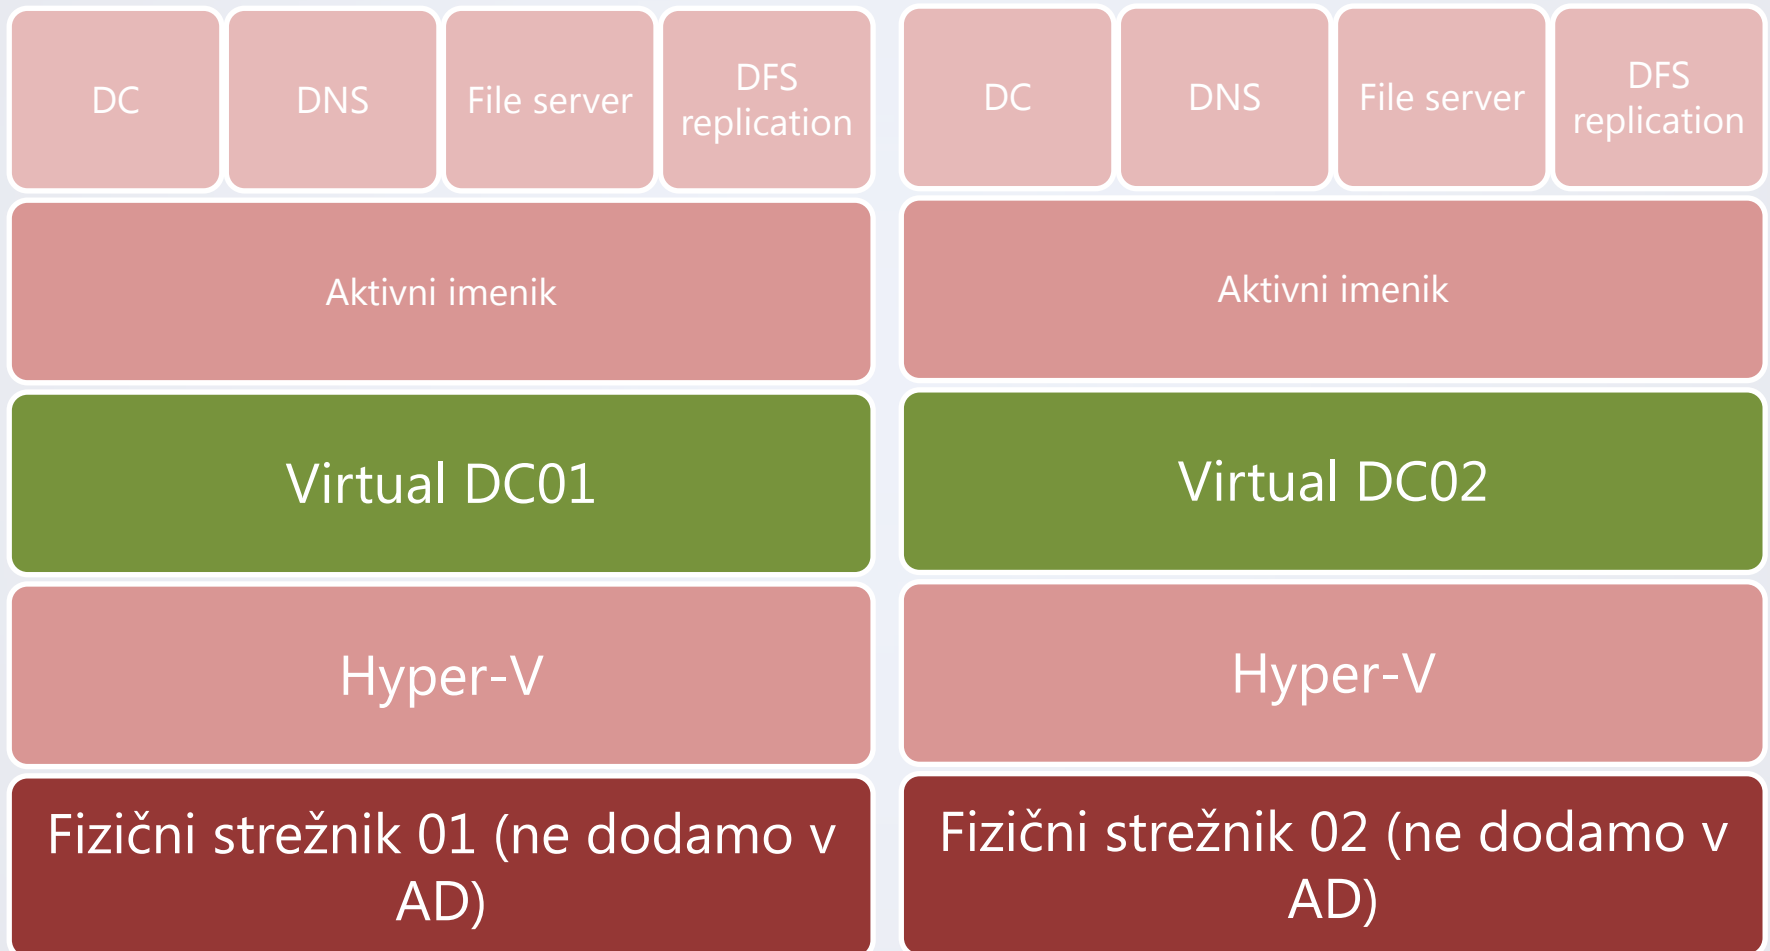 DC
DNS
File server
DFS
replication
Aktivni imenik
Virtual DC01
Hyper-V
Fizični strežnik 01 (ne dodamo v
AD)
DC
DNS
File server
DFS
replication
Aktivni imenik
Virtual DC02
Hyper-V
Fizični strežnik 02 (ne dodamo v
AD)